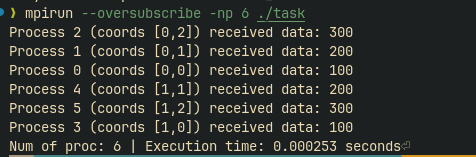 ❯ mpirun --oversubscribe -np 6 ./task
Process 2 (coords [0,2]) received data: 300
Process 1 (coords [0,1]) received data: 200
Process 0 (coords [0,0]) received data: 100
Process 4 (coords [1,1]) received data: 200
Process 5 (coords [1,2]) received data: 300
Process 3 (coords [1,0]) received data: 100
Num of proc: 6 | Execution time: 0.000253 seconds⏎